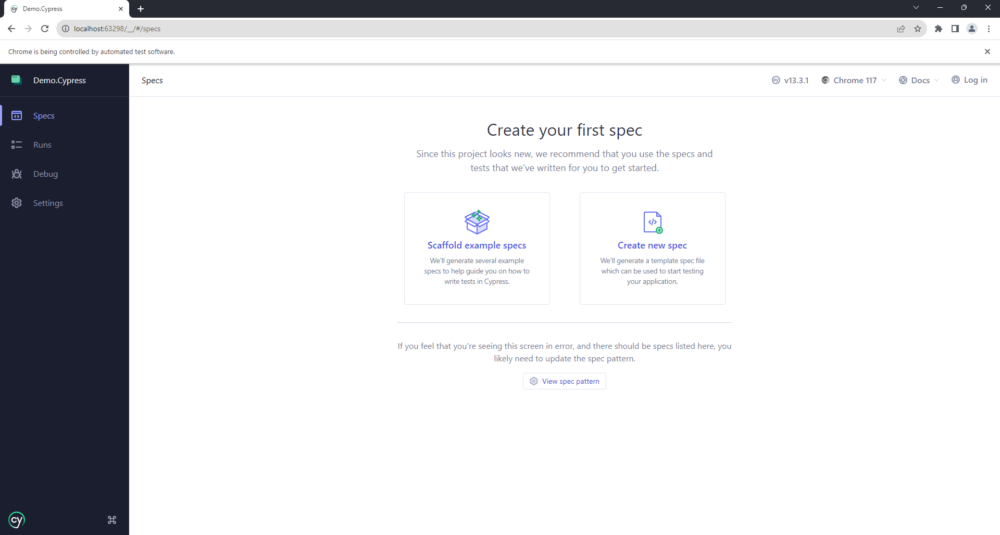 Demo.Cypress
localhost:63298/__/#/specs
Chrome is being controlled by automated test software.
Demo.Cypress
Specs
Runs
Debug
Settings
cy
Specs
v13.3.1
Chrome 117
Docs
Log in
Create your first spec
Since this project looks new, we recommend that you use the specs and
tests that we've written for you to get started.
Scaffold example specs
We'll generate several example
specs to help guide you on how to
write tests in Cypress.
Create new spec
We'll generate a template spec file
which can be used to start testing
your application.
If you feel that you're seeing this screen in error, and there should be specs listed here, you
likely need to update the spec pattern.
View spec pattern